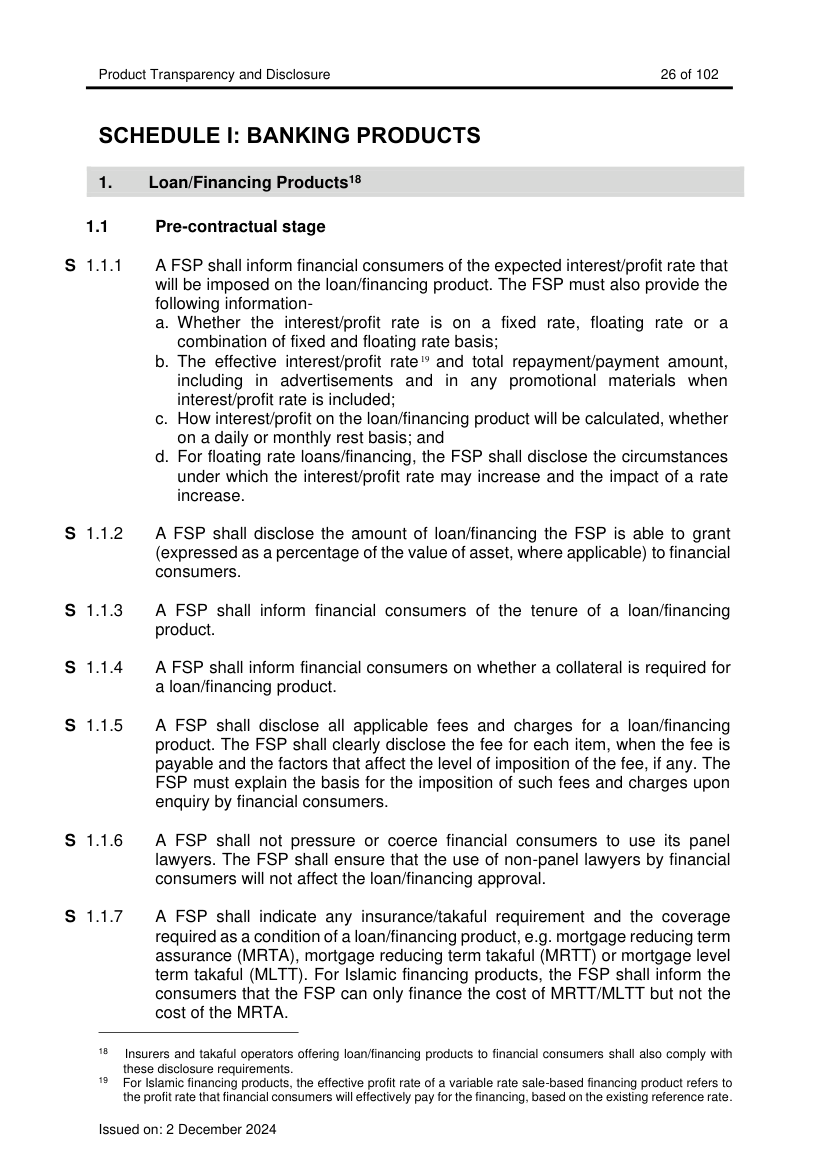 Product Transparency and Disclosure 26 of 102
SCHEDULE I: BANKING PRODUCTS
1. Loan/Financing Products18
1.1 Pre-contractual stage
S 1.1.1 A FSP shall inform financial consumers of the expected interest/profit rate that
will be imposed on the loan/financing product. The FSP must also provide the
following information-
a. Whether the interest/profit rate is on a fixed rate, floating rate or a
combination of fixed and floating rate basis;
b. The effective interest/profit rate19 and total repayment/payment amount,
including in advertisements and in any promotional materials when
interest/profit rate is included;
c. How interest/profit on the loan/financing product will be calculated, whether
on a daily or monthly rest basis; and
d. For floating rate loans/financing, the FSP shall disclose the circumstances
under which the interest/profit rate may increase and the impact of a rate
increase.
S 1.1.2 A FSP shall disclose the amount of loan/financing the FSP is able to grant
(expressed as a percentage of the value of asset, where applicable) to financial
consumers.
S 1.1.3 A FSP shall inform financial consumers of the tenure of a loan/financing
product.
S 1.1.4 A FSP shall inform financial consumers on whether a collateral is required for
a loan/financing product.
S 1.1.5 A FSP shall disclose all applicable fees and charges for a loan/financing
product. The FSP shall clearly disclose the fee for each item, when the fee is
payable and the factors that affect the level of imposition of the fee, if any. The
FSP must explain the basis for the imposition of such fees and charges upon
enquiry by financial consumers.
S 1.1.6 A FSP shall not pressure or coerce financial consumers to use its panel
lawyers. The FSP shall ensure that the use of non-panel lawyers by financial
consumers will not affect the loan/financing approval.
S 1.1.7 A FSP shall indicate any insurance/takaful requirement and the coverage
required as a condition of a loan/financing product, e.g. mortgage reducing term
assurance (MRTA), mortgage reducing term takaful (MRTT) or mortgage level
term takaful (MLTT). For Islamic financing products, the FSP shall inform the
consumers that the FSP can only finance the cost of MRTT/MLTT but not the
cost of the MRTA.
18 Insurers and takaful operators offering loan/financing products to financial consumers shall also comply with
these disclosure requirements.
19 For Islamic financing products, the effective profit rate of a variable rate sale-based financing product refers to
the profit rate that financial consumers will effectively pay for the financing, based on the existing reference rate.
Issued on: 2 December 2024